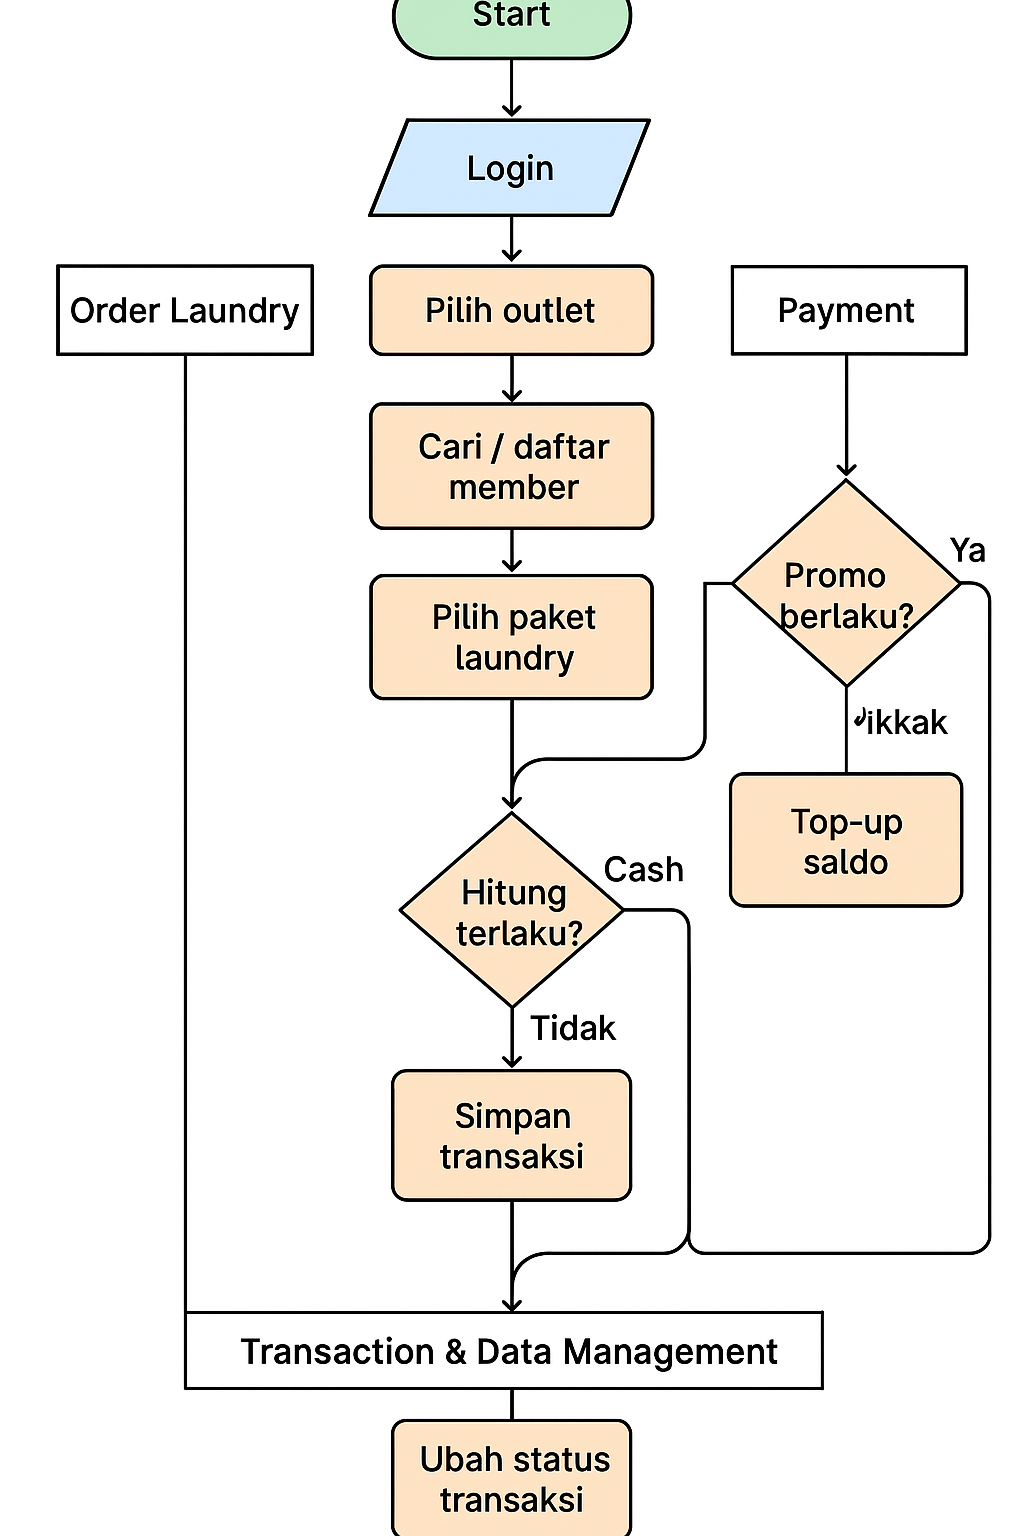 Start
Login
Order Laundry
Pilih outlet
Payment
Cari / daftar
member
Promo
berlaku?
Ya
Pilih paket
laundry
ikkak
Top-up
saldo
Cash
Hitung
terlaku?
Tidak
Simpan
transaksi
Transaction & Data Management
Ubah status
transaksi